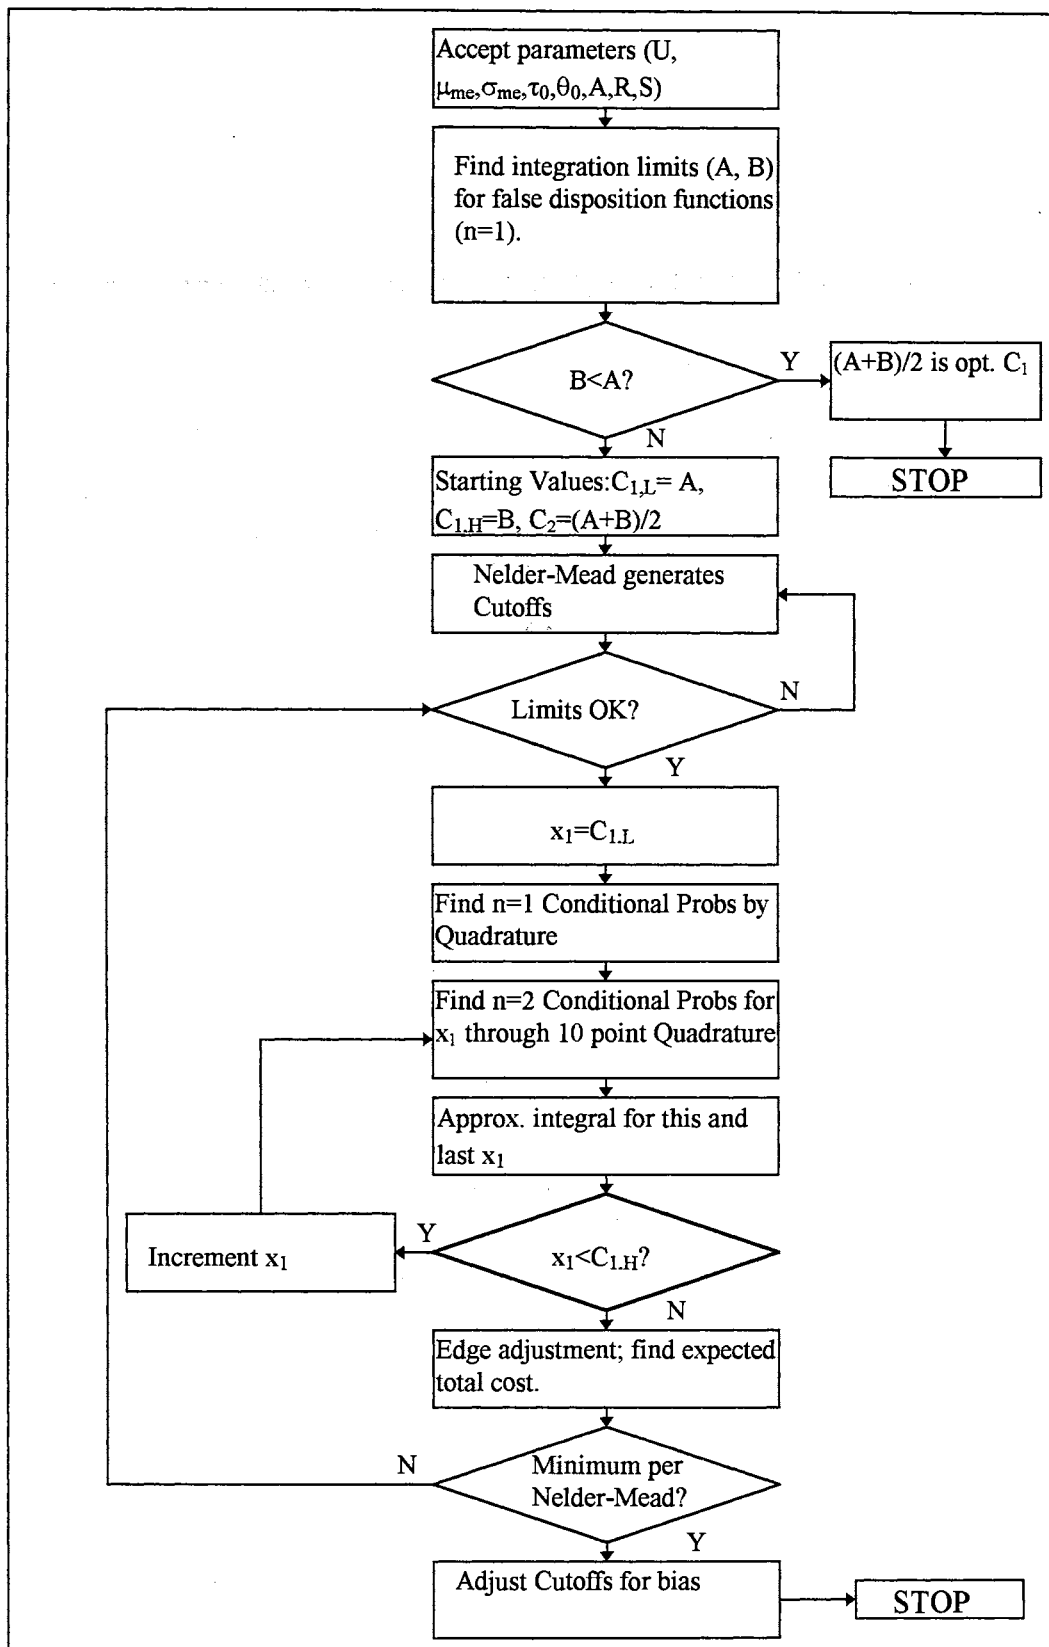 Accept parameters (U,
μme,σme,τ0,θ0,A,R,S)
Find integration limits (A, B)
for false disposition functions
(n=1).
B<A?
Y
(A+B)/2 is opt. C1
STOP
N
Starting Values:C1,L= A,
C1,H=B, C2=(A+B)/2
Nelder-Mead generates
Cutoffs
Limits OK?
N
Y
x1=C1,L
Find n=1 Conditional Probs by
Quadrature
Find n=2 Conditional Probs for
x1 through 10 point Quadrature
Approx. integral for this and
last x1
Increment x1
Y
x1<C1,H?
N
Edge adjustment; find expected
total cost.
N
Minimum per
Nelder-Mead?
Y
Adjust Cutoffs for bias
STOP